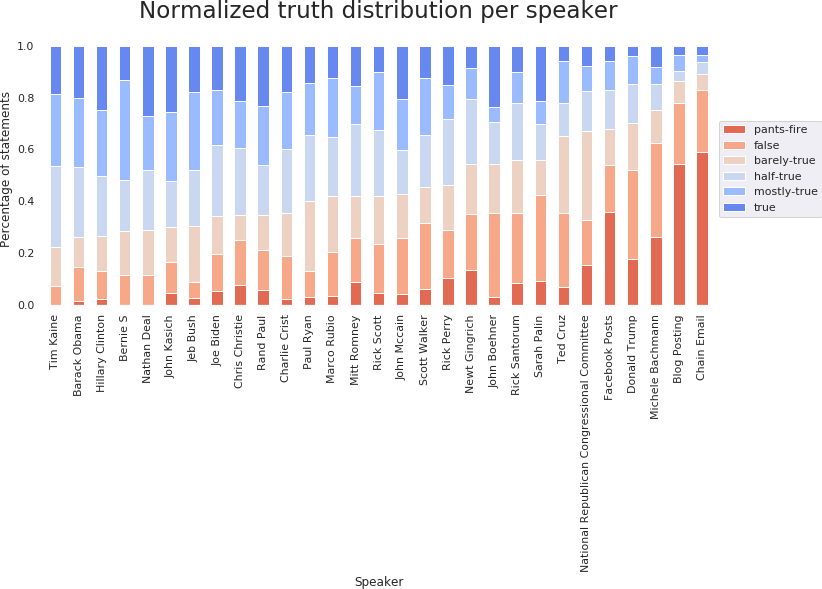 Normalized truth distribution per speaker
Percentage of statements
1.0
0.8
0.6
0.4
0.2
0.0
pants-fire
false
barely-true
half-true
mostly-true
true
Tim Kaine
Barack Obama
Hillary Clinton
Bernie S
Nathan Deal
John Kasich
Jeb Bush
Joe Biden
Chris Christie
Rand Paul
Charlie Crist
Paul Ryan
Marco Rubio
Mitt Romney
Rick Scott
John Mccain
Scott Walker
Rick Perry
Newt Gingrich
John Boehner
Rick Santorum
Sarah Palin
Ted Cruz
National Republican Congressional Committee
Facebook Posts
Donald Trump
Michele Bachmann
Blog Posting
Chain Email
Speaker